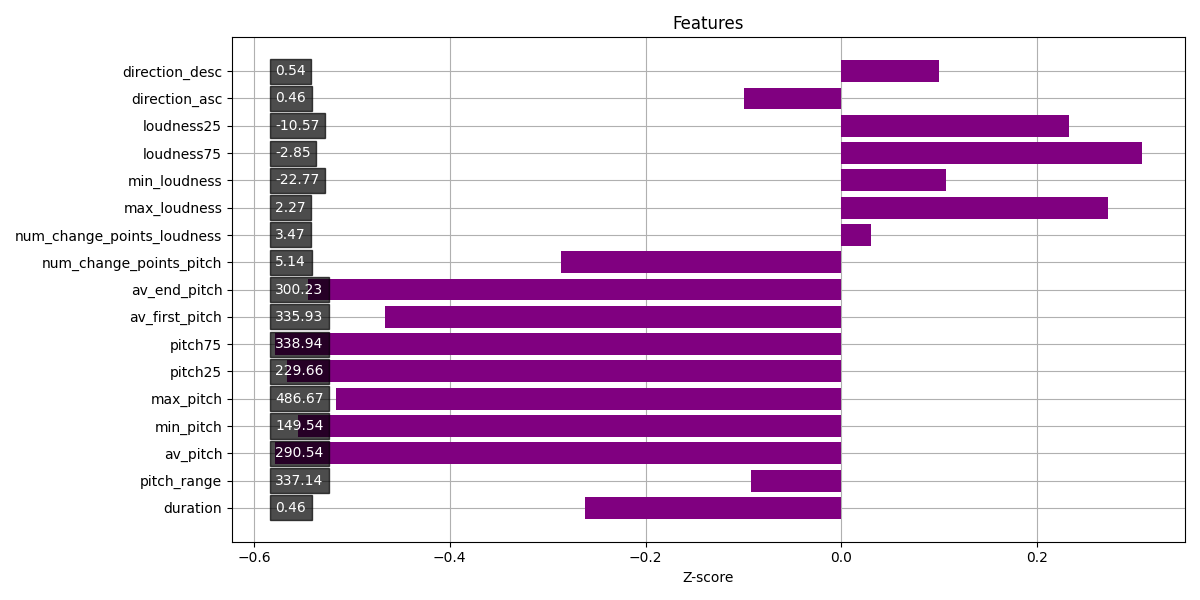 Features
direction_desc 0.54
direction_asc 0.46
loudness25 -10.57
loudness75 -2.85
min_loudness -22.77
max_loudness 2.27
num_change_points_loudness 3.47
num_change_points_pitch 5.14
av_end_pitch 300.23
av_first_pitch 335.93
pitch75 338.94
pitch25 229.66
max_pitch 486.67
min_pitch 149.54
av_pitch 290.54
pitch_range 337.14
duration 0.46
−0.6 −0.4 −0.2 0.0 0.2
Z-score